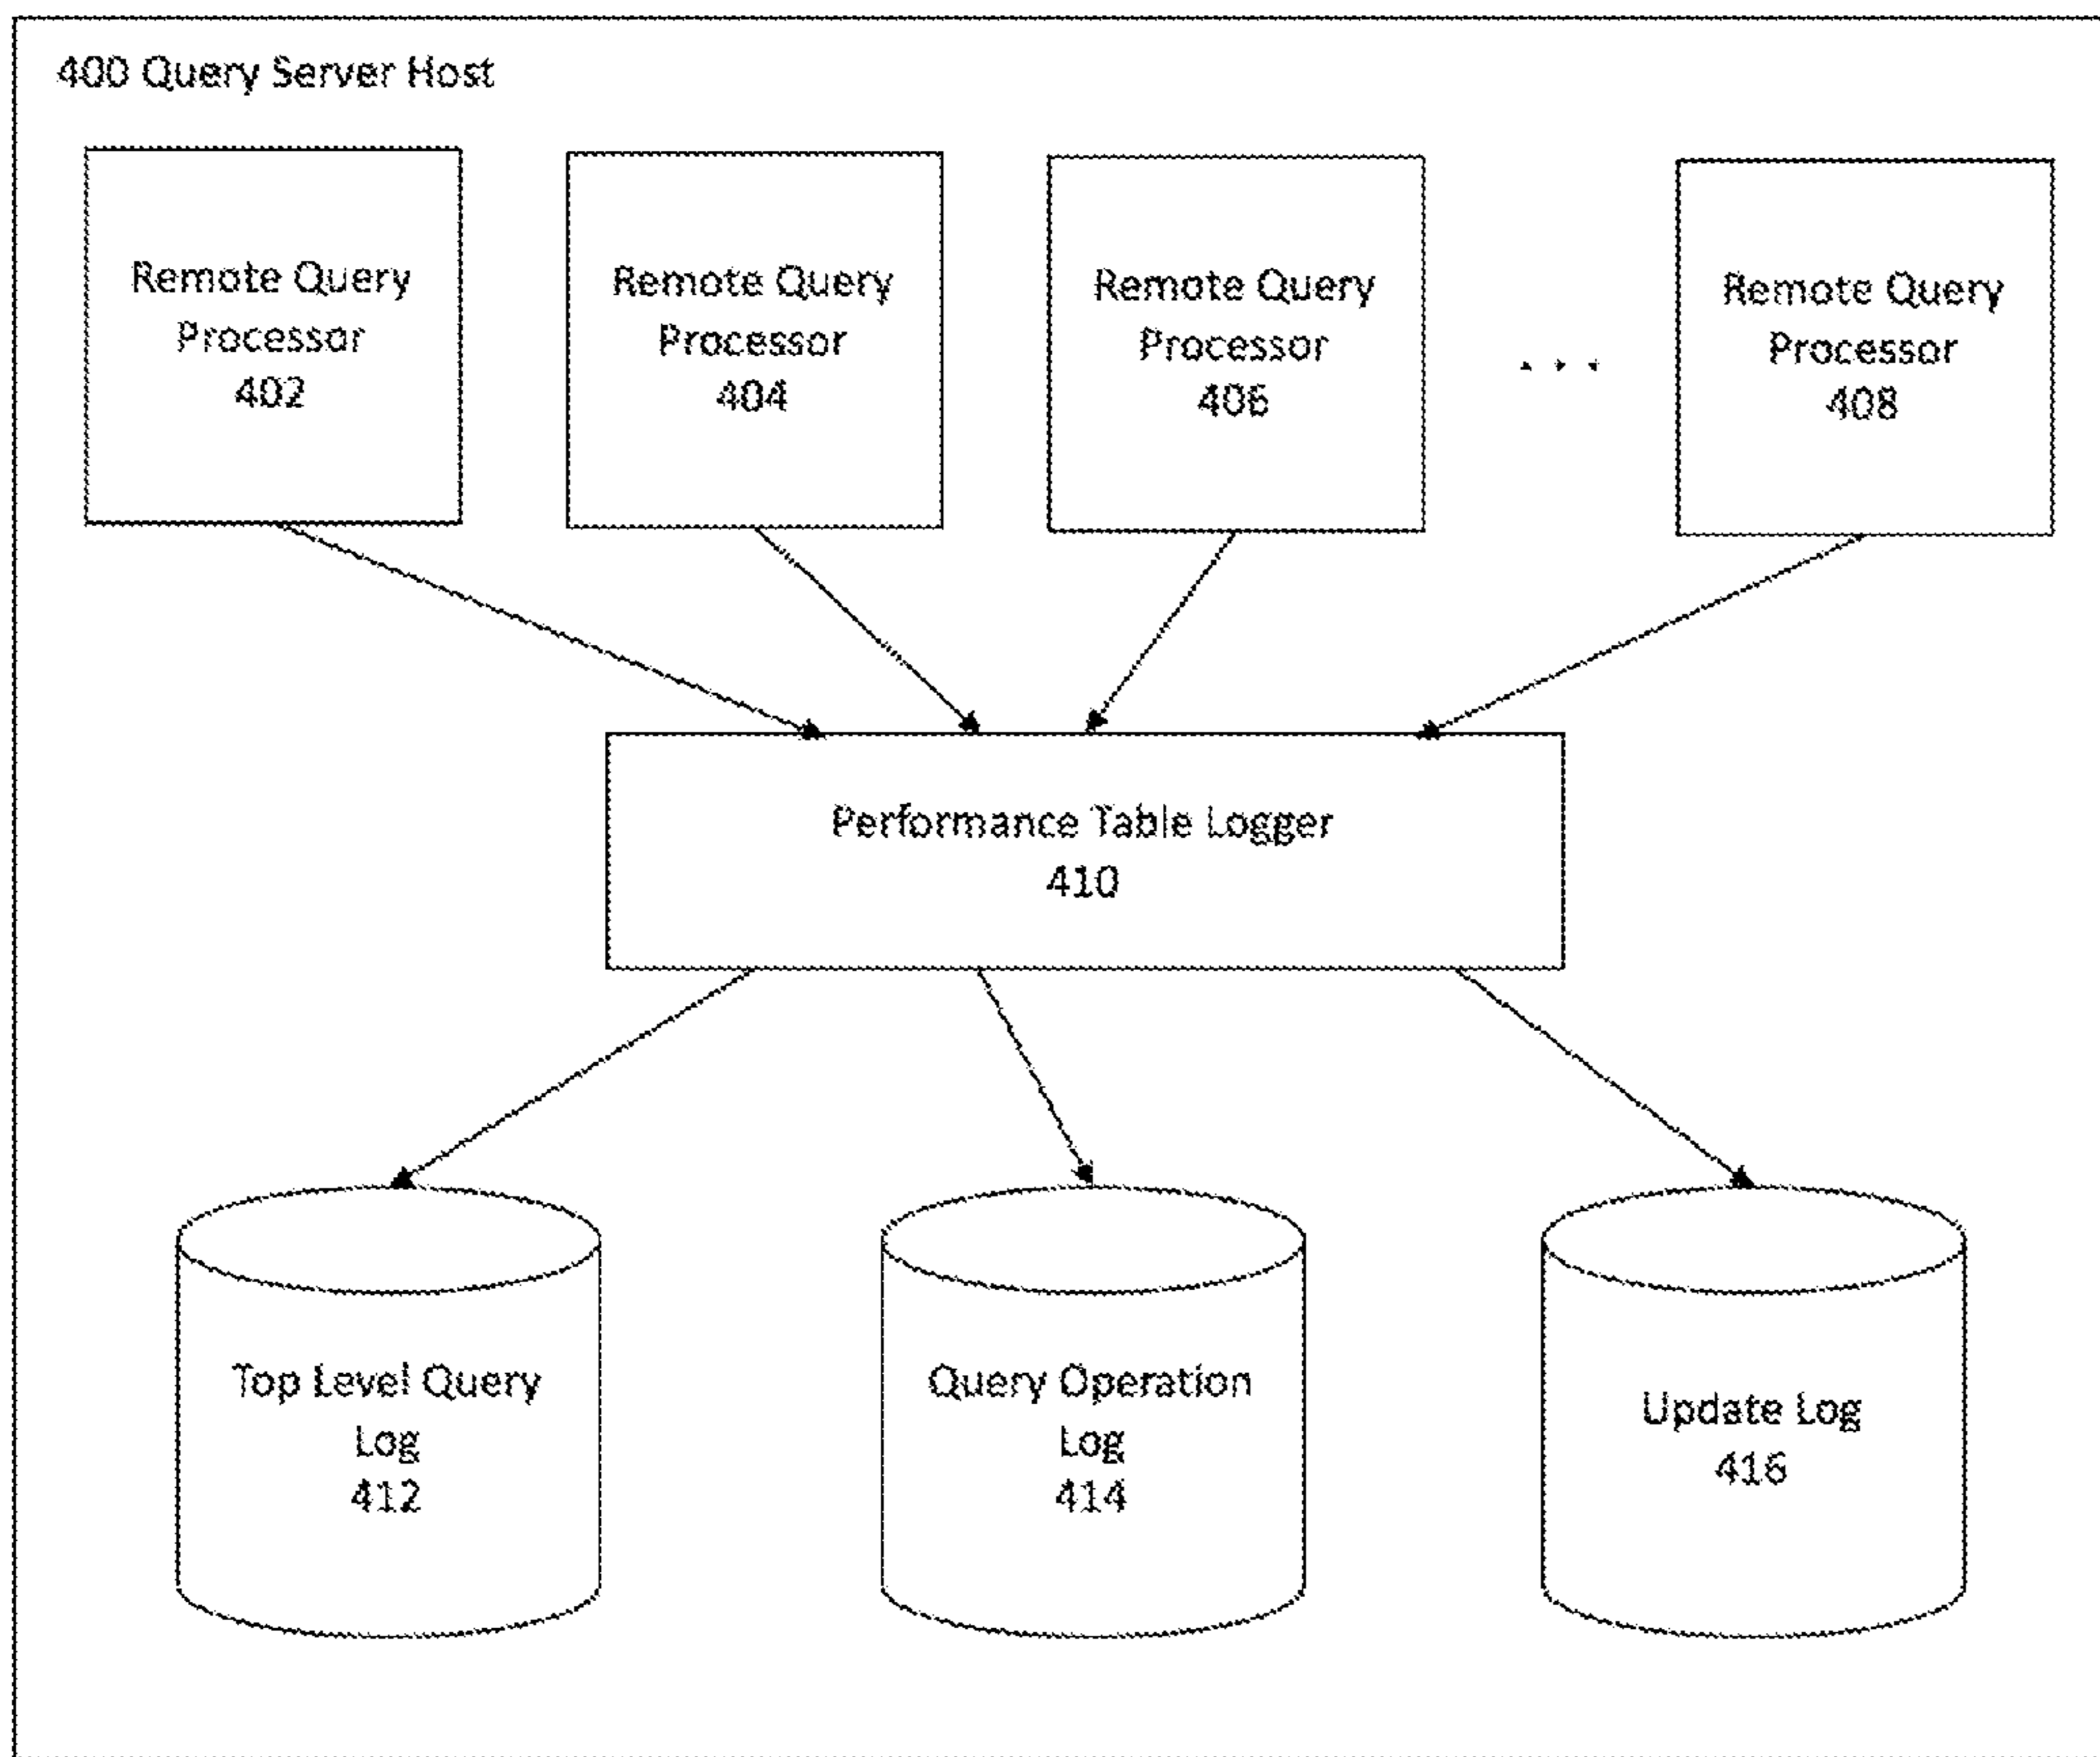 400 Query Server Host
Remote Query
Processor
402
Remote Query
Processor
404
Remote Query
Processor
406
. . .
Remote Query
Processor
408
Performance Table Logger
410
Top Level Query
Log
412
Query Operation
Log
414
Update Log
416